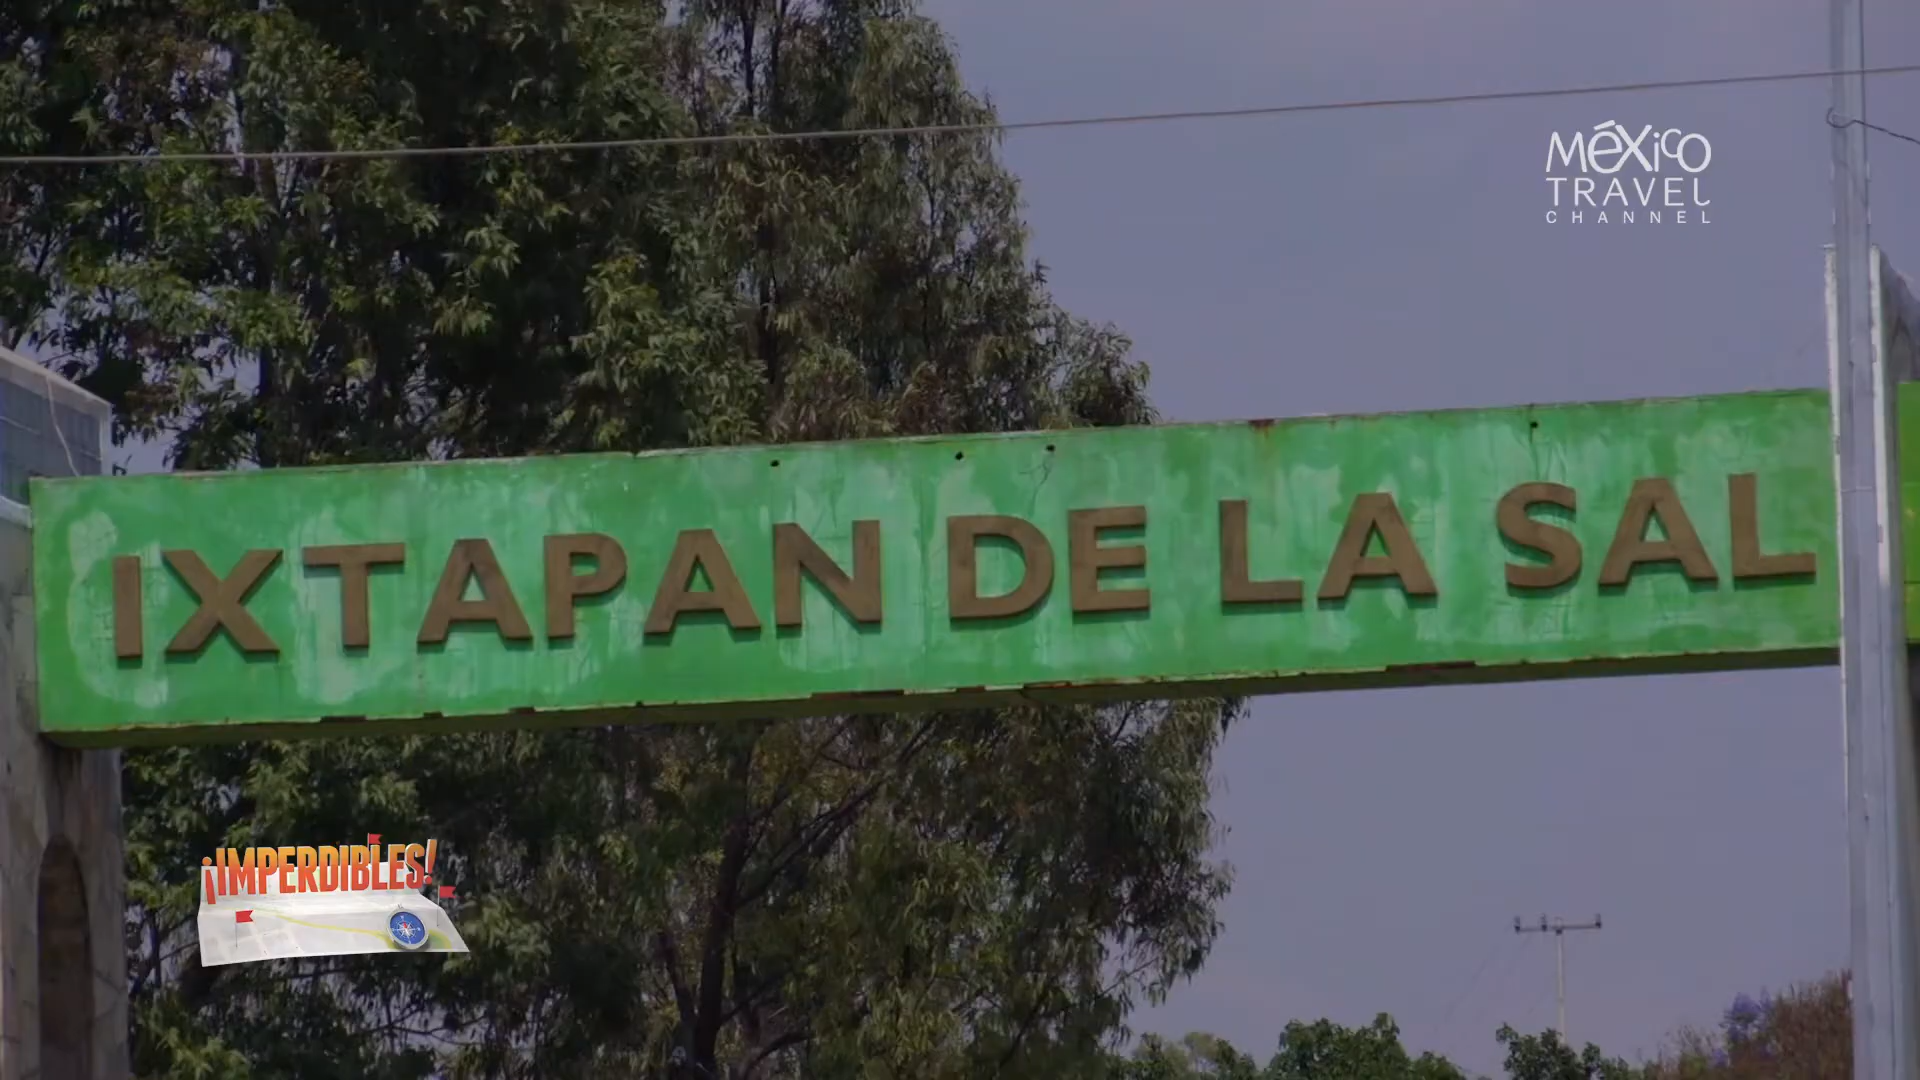 MéXiCO
TRAVEL
CHANNEL
IXTAPAN DE LA SAL
¡IMPERDIBLES!